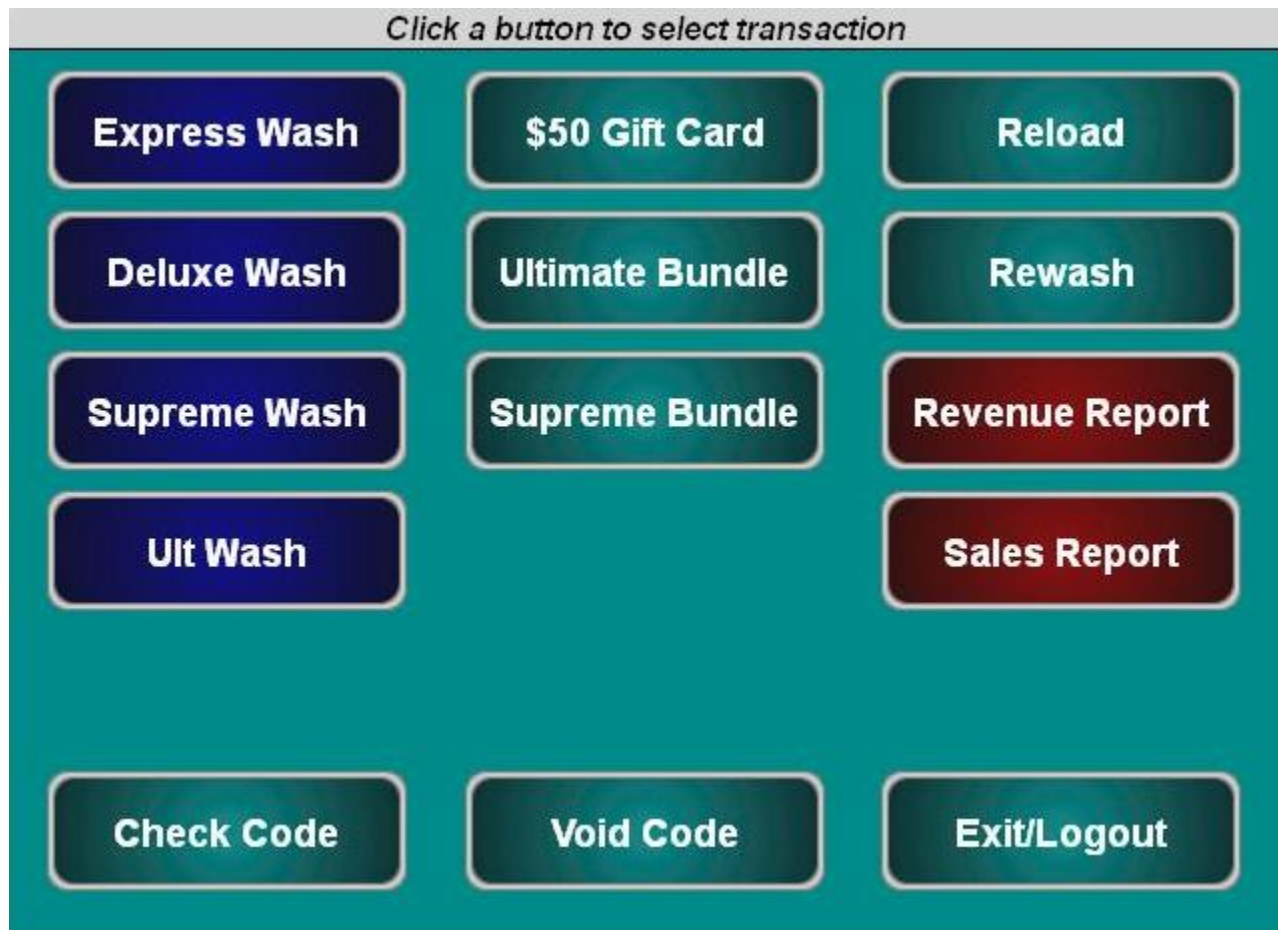 Click a button to select transaction
Express Wash
$50 Gift Card
Reload
Deluxe Wash
Ultimate Bundle
Rewash
Supreme Wash
Supreme Bundle
Revenue Report
Ult Wash
Sales Report
Check Code
Void Code
Exit/Logout